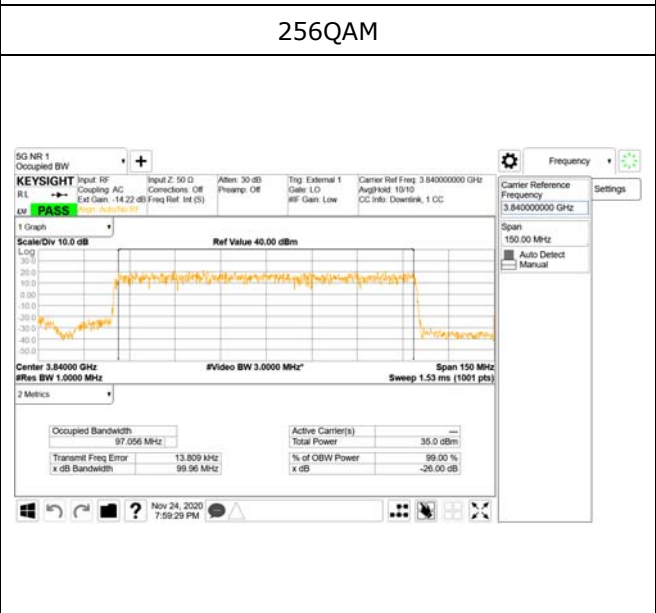 256QAM
5G NR 1
Occupied BW
Frequency
KEYSIGHT
Input: RF
Input Z: 50 Ω
Atten: 30 dB
Trig: External 1
Carrier Ref Freq: 3.840000000 GHz
R L
Coupling: AC
Corrections: Off
Preamp: Off
Gate: LO
Avg|Hold: 10/10
Ext Gain: -14.22 dB
Freq Ref: Int (S)
#IF Gain: Low
CC Info: Downlink, 1 CC
PASS
Align: Auto/No RF
Carrier Reference
Frequency
3.840000000 GHz
Settings
Span
150.00 MHz
Auto Detect
Manual
1 Graph
Scale/Div 10.0 dB
Ref Value 40.00 dBm
Log
30.0
20.0
10.0
0.00
-10.0
-20.0
-30.0
-40.0
-50.0
Center 3.84000 GHz
#Video BW 3.0000 MHz*
Span 150 MHz
#Res BW 1.0000 MHz
Sweep 1.53 ms (1001 pts)
2 Metrics
Occupied Bandwidth
97.056 MHz
Active Carrier(s)
---
Total Power
35.0 dBm
Transmit Freq Error
13.809 kHz
% of OBW Power
99.00 %
x dB Bandwidth
99.96 MHz
x dB
-26.00 dB
?
Nov 24, 2020
7:59:29 PM